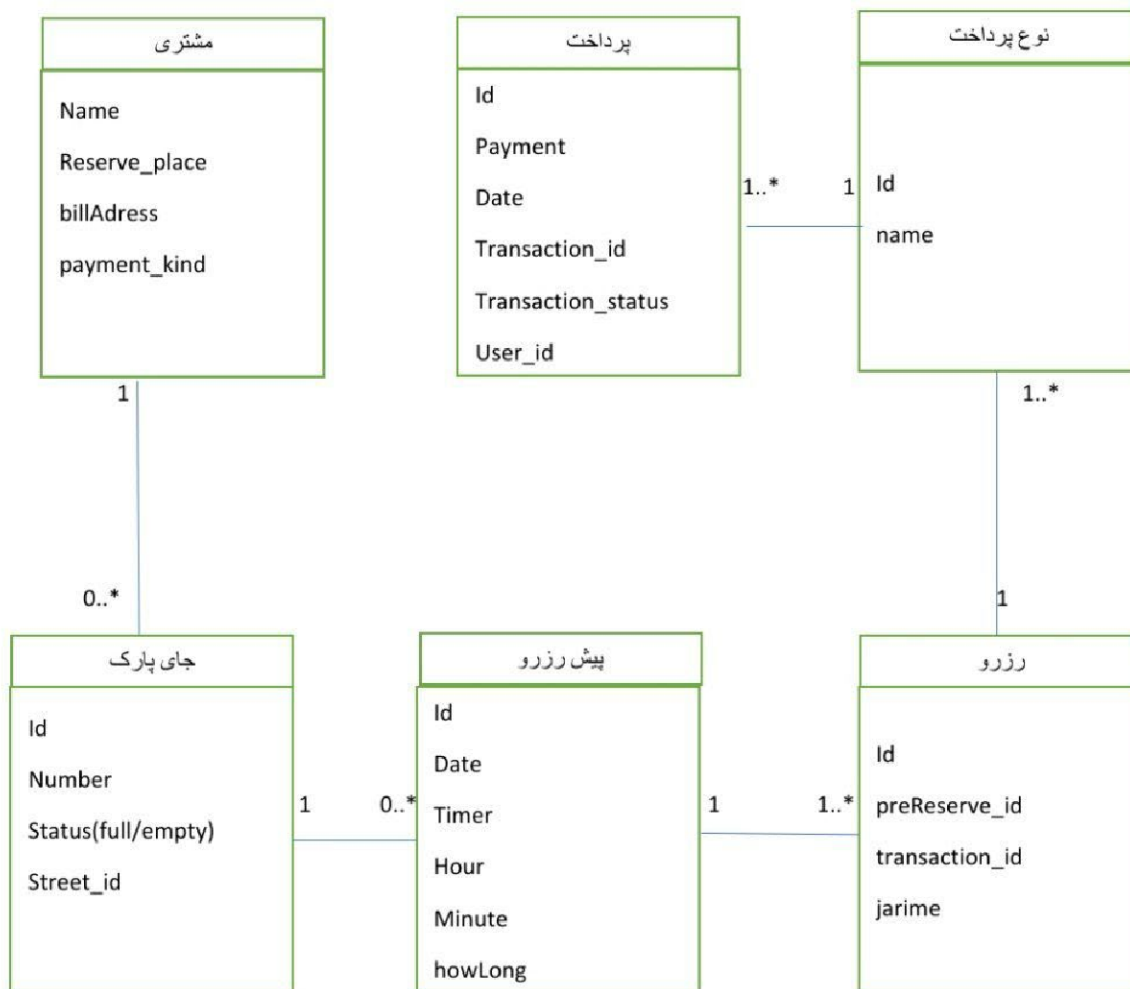 مشتری
Name
Reserve_place
billAdress
payment_kind
پرداخت
Id
Payment
Date
Transaction_id
Transaction_status
User_id
1..*
1
نوع پرداخت
Id
name
1
0..*
1..*
1
جای پارک
Id
Number
Status(full/empty)
Street_id
1
0..*
پیش رزرو
Id
Date
Timer
Hour
Minute
howLong
1
1..*
رزرو
Id
preReserve_id
transaction_id
jarime